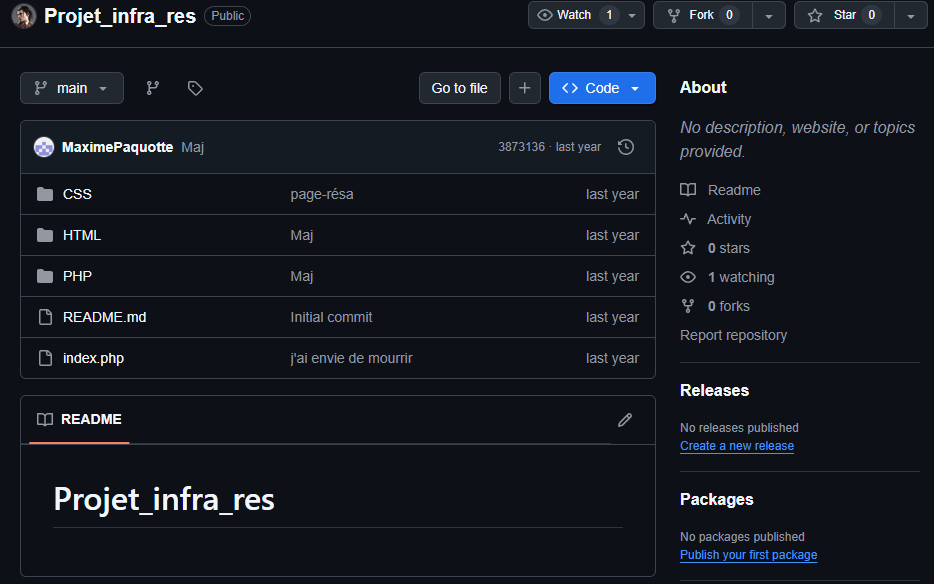 Projet_infra_res Public Watch 1 Fork 0 Star 0
main Go to file Code
MaximePaquotte Maj 3873136 · last year
CSS page-résa last year
HTML Maj last year
PHP Maj last year
README.md Initial commit last year
index.php j'ai envie de mourrir last year
README
Projet_infra_res
About
No description, website, or topics
provided.
Readme
Activity
0 stars
1 watching
0 forks
Report repository
Releases
No releases published
Create a new release
Packages
No packages published
Publish your first package